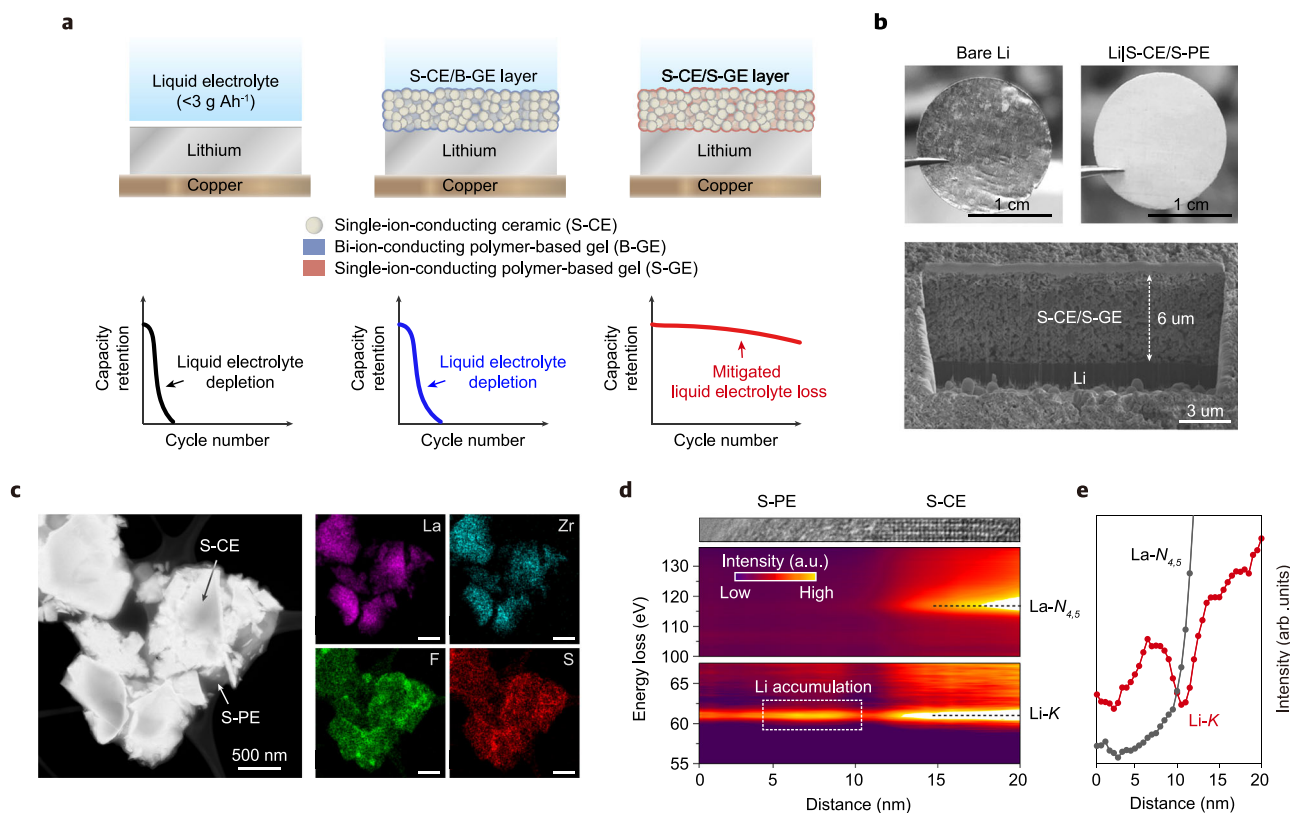 a
Liquid electrolyte
(<3 g Ah⁻¹)
Lithium
Copper
S-CE/B-GE layer
Lithium
Copper
S-CE/S-GE layer
Lithium
Copper
Single-ion-conducting ceramic (S-CE)
Bi-ion-conducting polymer-based gel (B-GE)
Single-ion-conducting polymer-based gel (S-GE)
Capacity
retention
Liquid electrolyte
depletion
Cycle number
Capacity
retention
Liquid electrolyte
depletion
Cycle number
Capacity
retention
Mitigated
liquid electrolyte loss
Cycle number
b
Bare Li
Li|S-CE/S-PE
1 cm
1 cm
S-CE/S-GE
6 um
Li
3 um
c
S-CE
S-PE
500 nm
La
Zr
F
S
d
S-PE
S-CE
Intensity (a.u.)
Low
High
130
120
110
100
La-N4,5
65
60
55
Li accumulation
Li-K
Energy loss (eV)
0
5
10
15
20
Distance (nm)
e
La-N4,5
Li-K
Intensity (arb .units)
0
5
10
15
20
Distance (nm)